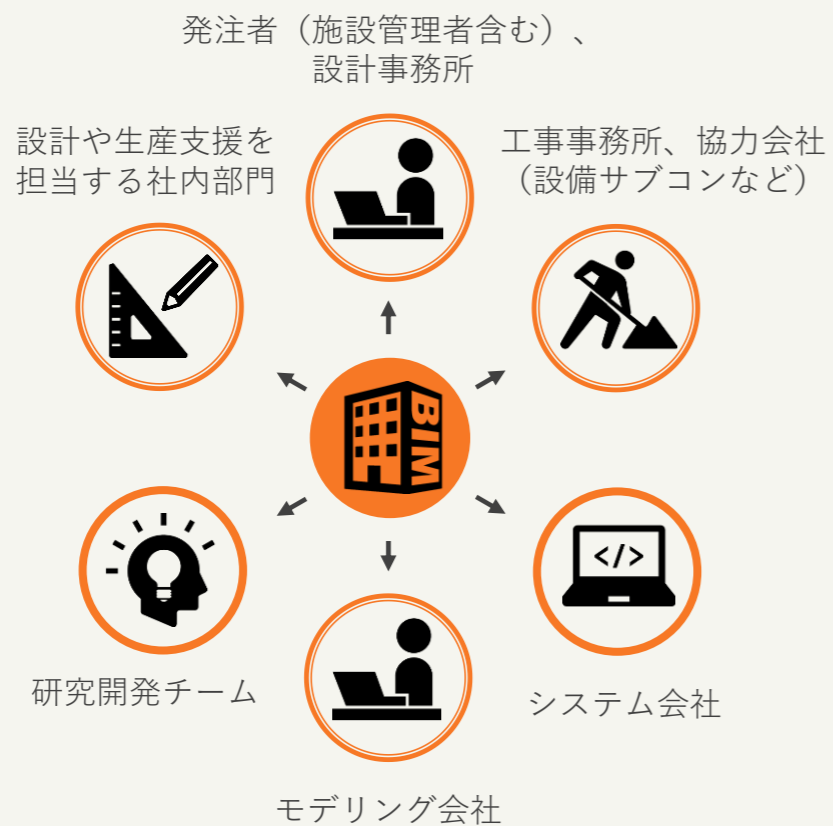 発注者（施設管理者含む）、
設計事務所
設計や生産支援を
担当する社内部門
工事事務所、協力会社
（設備サブコンなど）
BIM
</>
研究開発チーム
システム会社
モデリング会社